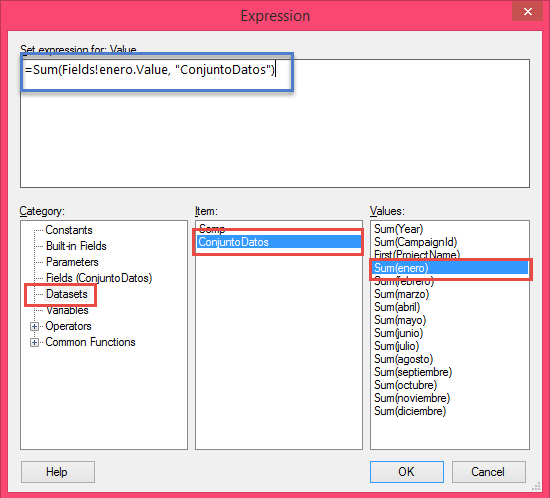 Expression
Set expression for: Value
=Sum(Fields!enero.Value, "ConjuntoDatos")
Category:
Constants
Built-in Fields
Parameters
Fields (ConjuntoDatos)
Datasets
Variables
Operators
Common Functions
Item:
ConjuntoDatos
Values:
Sum(Year)
Sum(CampaignId)
First(ProjectName)
Sum(enero)
Sum(febrero)
Sum(marzo)
Sum(abril)
Sum(mayo)
Sum(junio)
Sum(julio)
Sum(agosto)
Sum(septiembre)
Sum(octubre)
Sum(noviembre)
Sum(diciembre)
Help
OK
Cancel